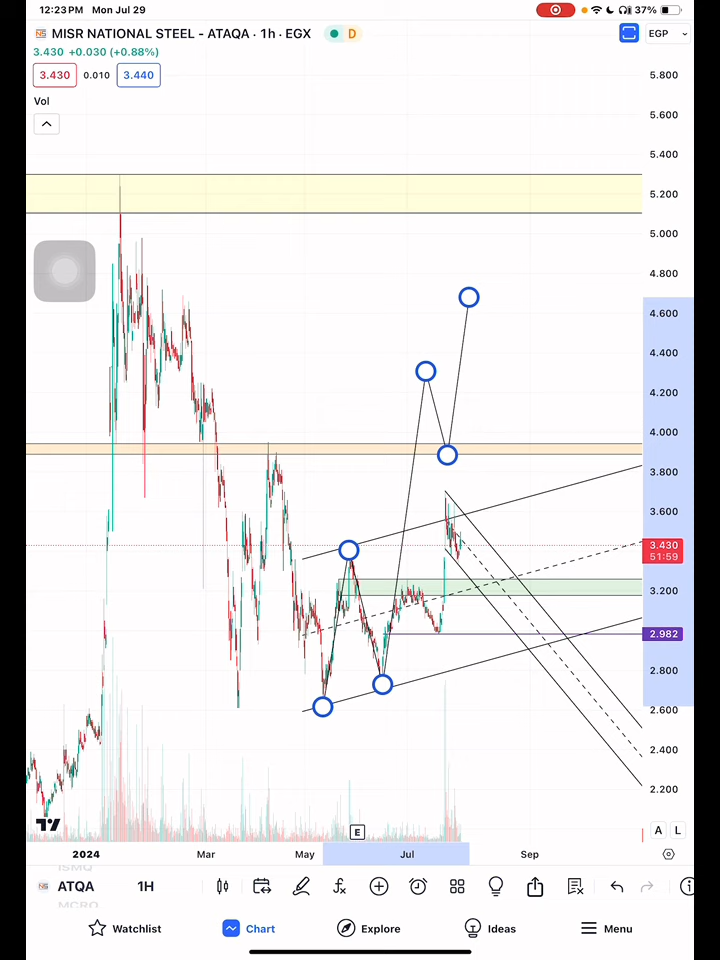 12:23 PM Mon Jul 29
37%
MISR NATIONAL STEEL - ATAQA · 1h · EGX
D
EGP
3.430 +0.030 (+0.88%)
3.430 0.010 3.440
Vol
5.800
5.600
5.400
5.200
5.000
4.800
4.600
4.400
4.200
4.000
3.800
3.600
3.430
51:59
3.200
2.982
2.800
2.600
2.400
2.200
E
A L
2024 Mar May Jul Sep
ISMQ
ATQA 1H
MCRO
Watchlist Chart Explore Ideas Menu